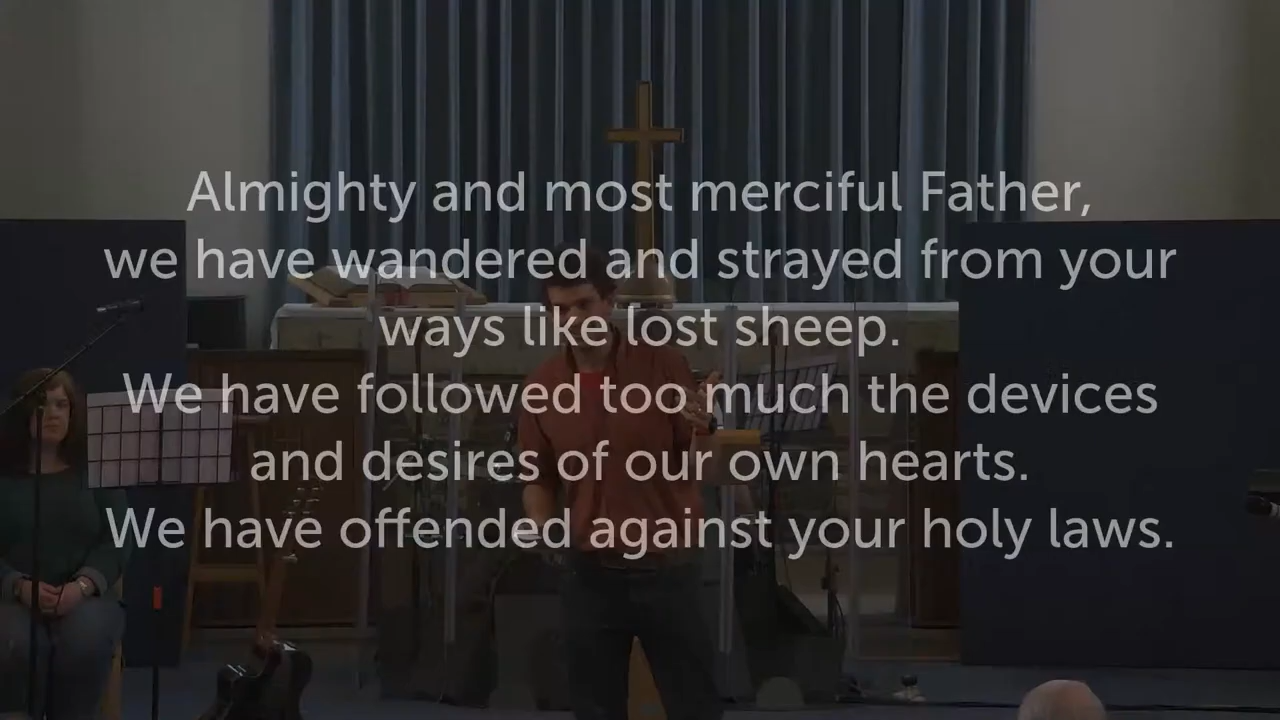 Almighty and most merciful Father,
we have wandered and strayed from your
ways like lost sheep.
We have followed too much the devices
and desires of our own hearts.
We have offended against your holy laws.